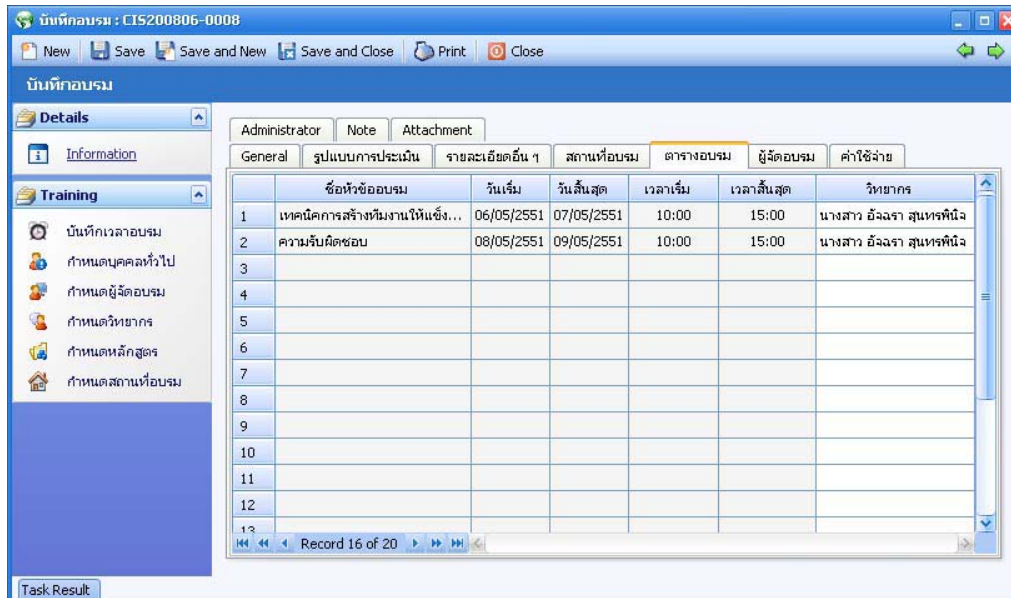 บันทึกอบรม : CIS200806-0008
New Save Save and New Save and Close Print Close
บันทึกอบรม
Details
Information
Training
บันทึกเวลาอบรม
กำหนดบุคคลทั่วไป
กำหนดผู้จัดอบรม
กำหนดวิทยากร
กำหนดหลักสูตร
กำหนดสถานที่อบรม
Administrator Note Attachment
General รูปแบบการประเมิน รายละเอียดอื่น ๆ สถานที่อบรม ตารางอบรม ผู้จัดอบรม ค่าใช้จ่าย
ชื่อหัวข้ออบรม วันเริ่ม วันสิ้นสุด เวลาเริ่ม เวลาสิ้นสุด วิทยากร
1 เทคนิคการสร้างทีมงานให้แข็ง... 06/05/2551 07/05/2551 10:00 15:00 นางสาว อัจฉรา สุนทรพินิจ
2 ความรับผิดชอบ 08/05/2551 09/05/2551 10:00 15:00 นางสาว อัจฉรา สุนทรพินิจ
3
4
5
6
7
8
9
10
11
12
13
Record 16 of 20
Task Result